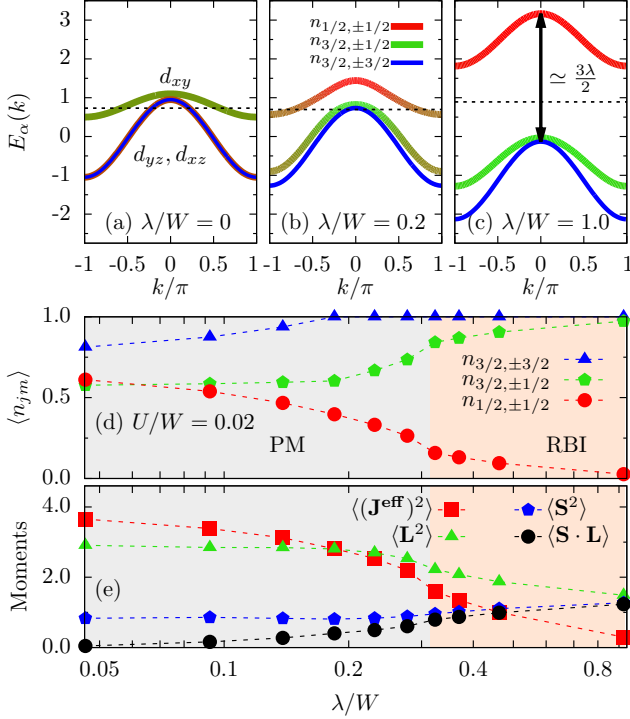 3
2
1
0
-1
-2
E_α(k)
d_xy
d_yz, d_xz
(a) λ/W = 0
-1 -0.5 0 0.5 1
k/π
n_1/2,±1/2
n_3/2,±1/2
n_3/2,±3/2
(b) λ/W = 0.2
-1 -0.5 0 0.5 1
k/π
≃ 3λ/2
(c) λ/W = 1.0
-1 -0.5 0 0.5 1
k/π
1.0
0.5
0.0
⟨n_jm⟩
n_3/2,±3/2
n_3/2,±1/2
n_1/2,±1/2
(d) U/W = 0.02
PM
RBI
4.0
2.0
0.0
Moments
⟨(J^eff)^2⟩
⟨S^2⟩
⟨L^2⟩
⟨S · L⟩
(e)
0.05 0.1 0.2 0.4 0.8
λ/W